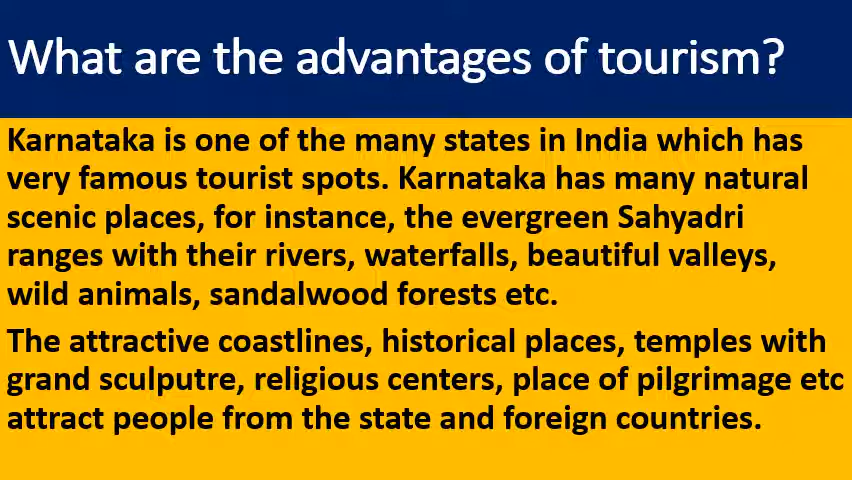 What are the advantages of tourism?
Karnataka is one of the many states in India which has
very famous tourist spots. Karnataka has many natural
scenic places, for instance, the evergreen Sahyadri
ranges with their rivers, waterfalls, beautiful valleys,
wild animals, sandalwood forests etc.
The attractive coastlines, historical places, temples with
grand sculputre, religious centers, place of pilgrimage etc
attract people from the state and foreign countries.